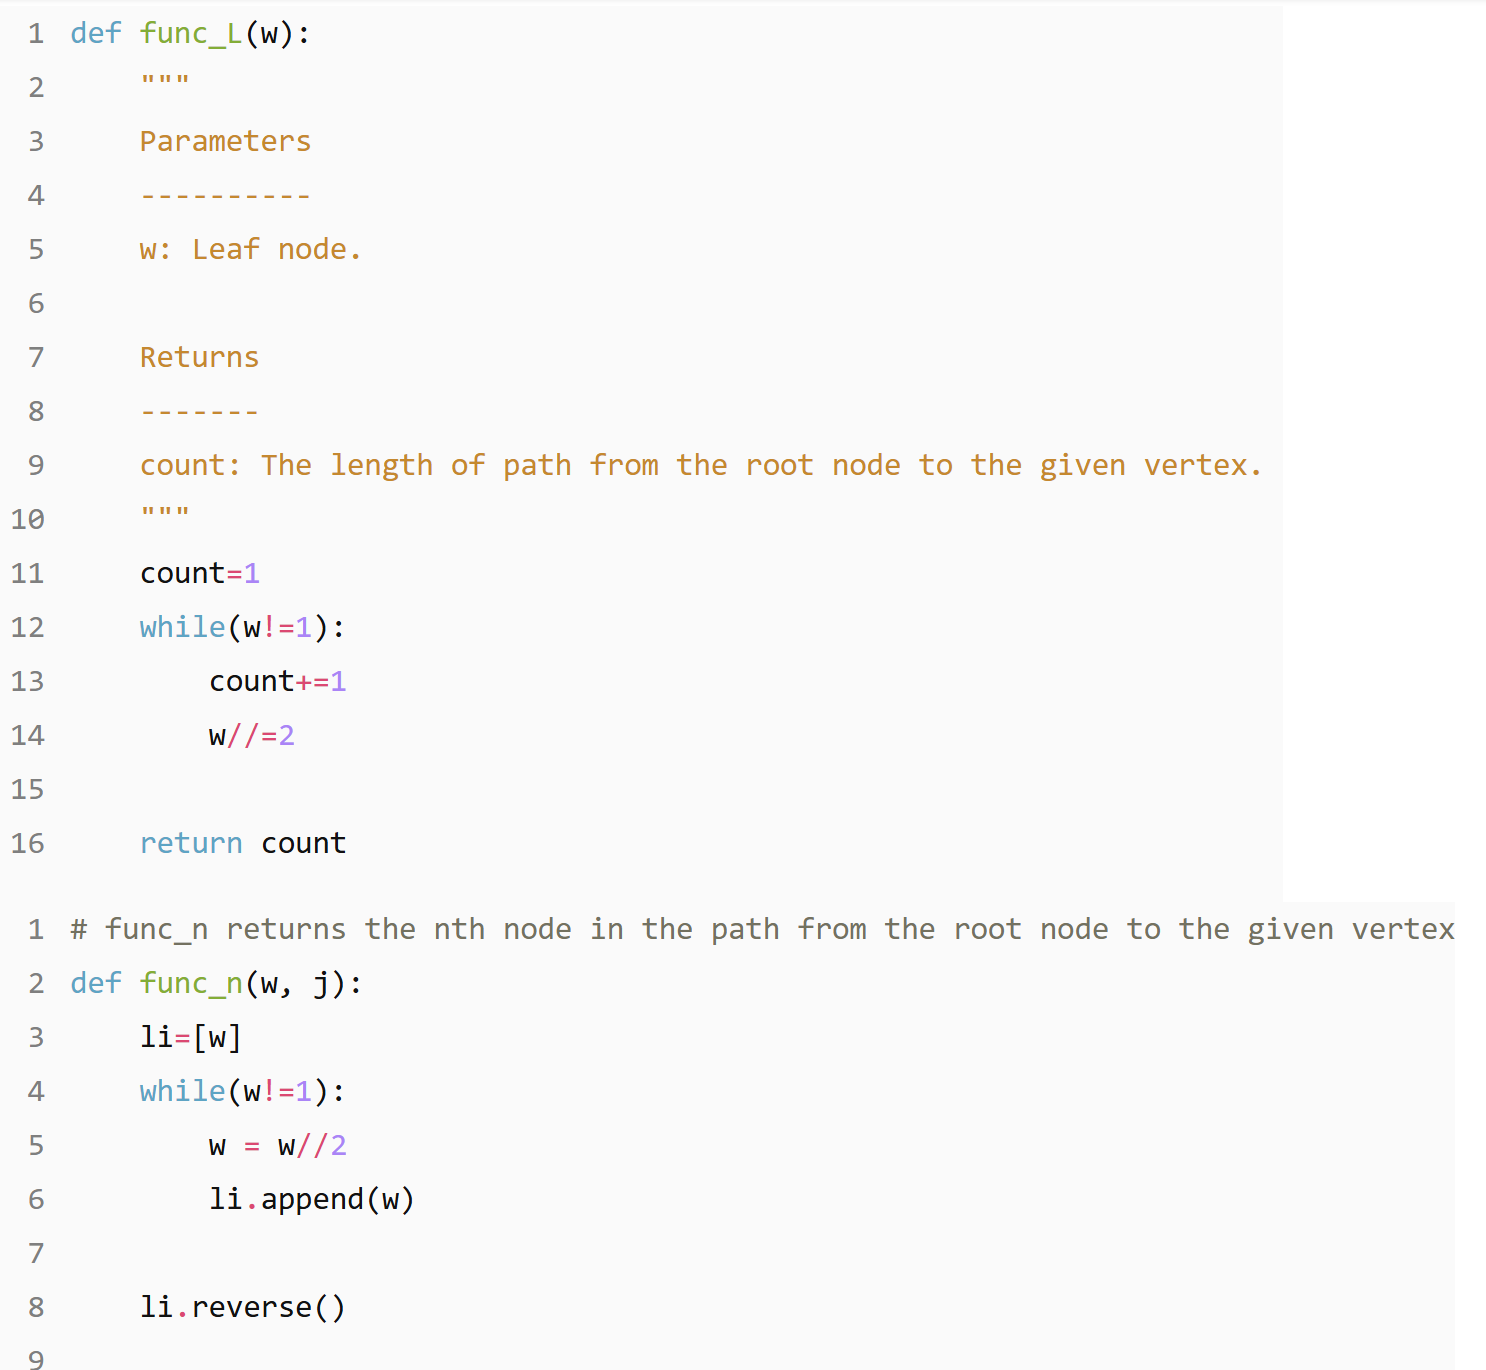 1 def func_L(w):
2     """
3     Parameters
4     ----------
5     w: Leaf node.
6
7     Returns
8     -------
9     count: The length of path from the root node to the given vertex.
10     """
11     count=1
12     while(w!=1):
13         count+=1
14         w//=2
15
16     return count
1 # func_n returns the nth node in the path from the root node to the given vertex
2 def func_n(w, j):
3     li=[w]
4     while(w!=1):
5         w = w//2
6         li.append(w)
7
8     li.reverse()
9